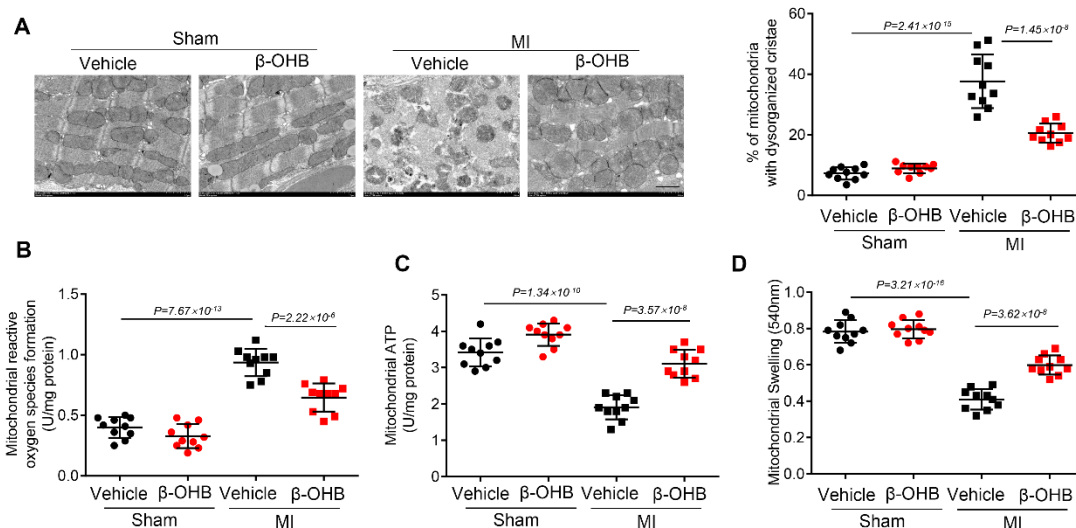 A
Sham
MI
Vehicle
β-OHB
Vehicle
β-OHB
% of mitochondria
with dysorganized cristae
60
40
20
0
P=2.41×10-15
P=1.45×10-8
Vehicle
β-OHB
Vehicle
β-OHB
Sham
MI
B
Mitochondrial reactive
oxygen species formation
(U/mg protein)
1.5
1.0
0.5
0.0
P=7.67×10-13
P=2.22×10-6
Vehicle
β-OHB
Vehicle
β-OHB
Sham
MI
C
Mitochondrial ATP
(U/mg protein)
6
4
2
0
P=1.34×10-10
P=3.57×10-8
Vehicle
β-OHB
Vehicle
β-OHB
Sham
MI
D
Mitochondrial Swelling (540nm)
1.0
0.8
0.6
0.4
0.2
0.0
P=3.21×10-16
P=3.62×10-8
Vehicle
β-OHB
Vehicle
β-OHB
Sham
MI